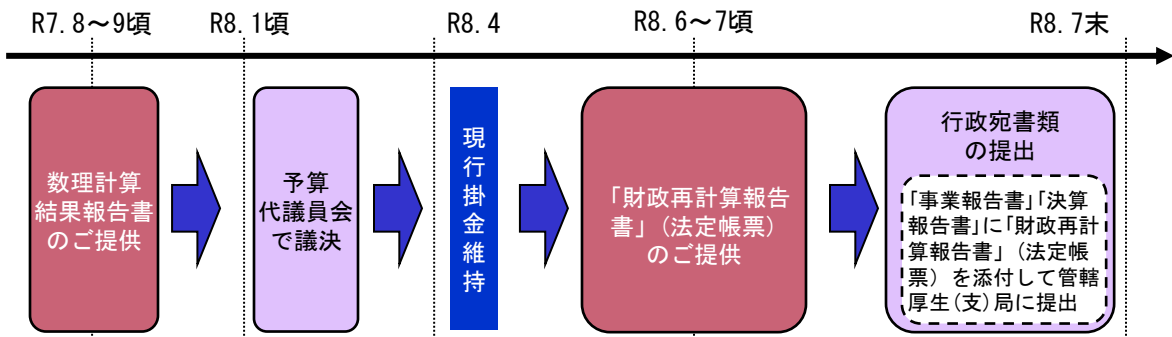 R7.8～9頃
R8.1頃
R8.4
R8.6～7頃
R8.7末
数理計算
結果報告書
のご提供
予算
代議員会
で議決
現行掛金維持
「財政再計算報告
書」（法定帳票）
のご提供
行政宛書類
の提出
「事業報告書」「決算
報告書」に「財政再計
算報告書」（法定帳
票）を添付して管轄
厚生(支)局に提出